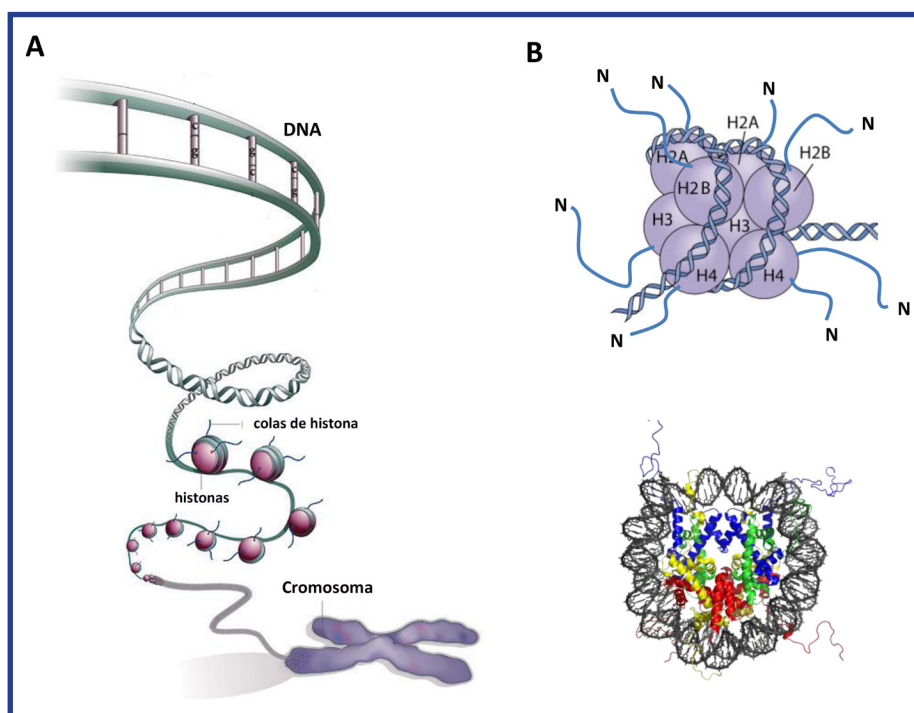 A
DNA
colas de histona
histonas
Cromosoma
B
N
N
N
N
H2A
H2A
H2B
H2B
N
H3
H3
H4
H4
N
N
N